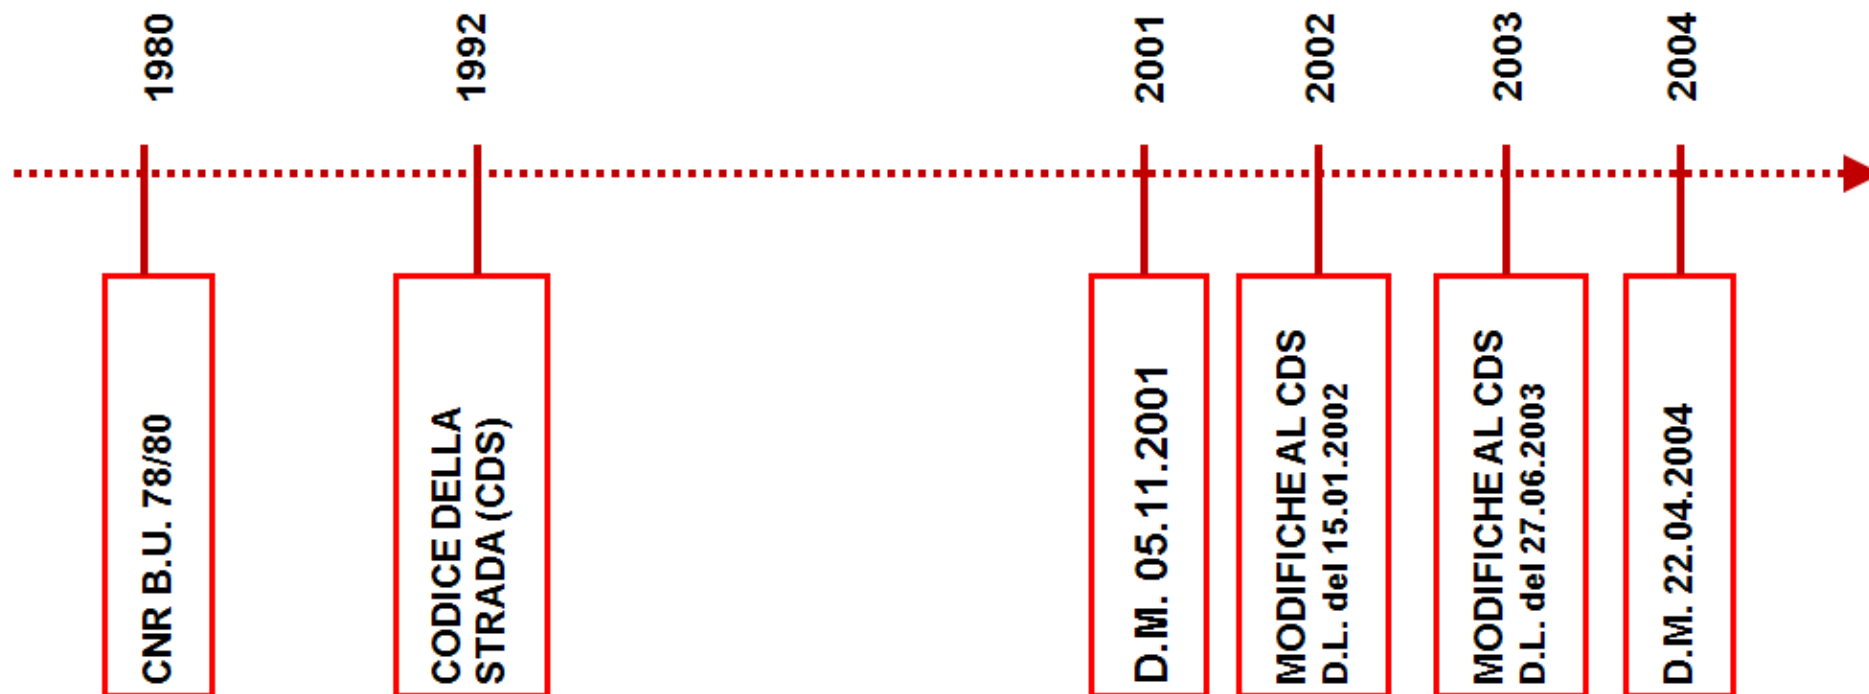 1980
1992
2001
2002
2003
2004
CNR B.U. 78/80
CODICE DELLA
STRADA (CDS)
D.M. 05.11.2001
MODIFICHE AL CDS
D.L. del 15.01.2002
MODIFICHE AL CDS
D.L. del 27.06.2003
D.M. 22.04.2004